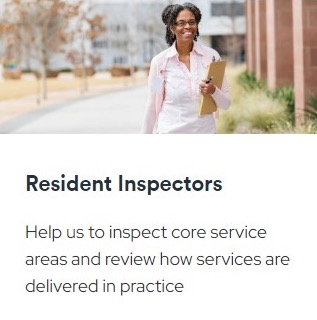 Resident Inspectors
Help us to inspect core service
areas and review how services are
delivered in practice